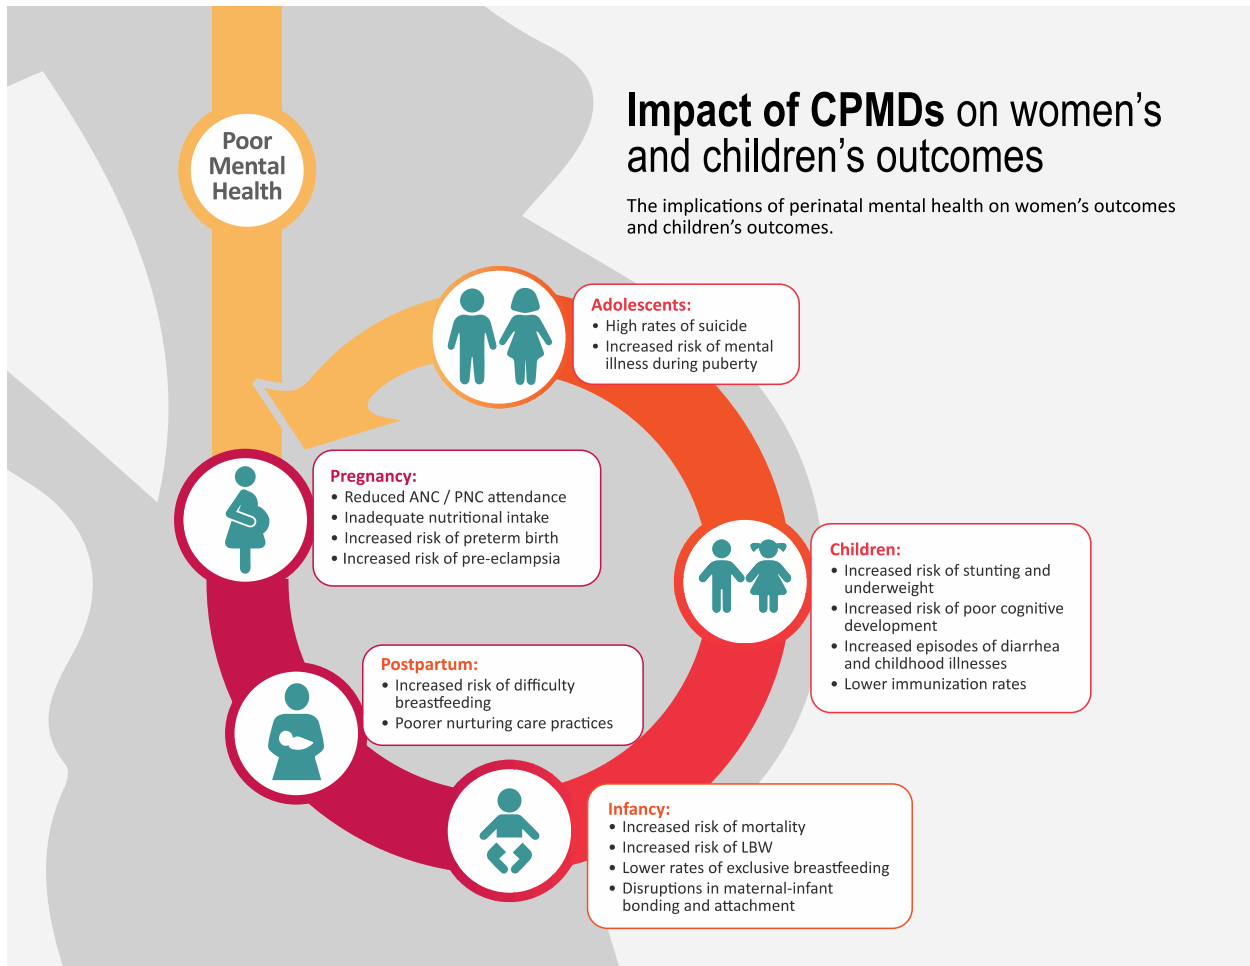 Impact of CPMDs on women's
and children's outcomes
The implications of perinatal mental health on women's outcomes
and children's outcomes.
Poor
Mental
Health
Adolescents:
• High rates of suicide
• Increased risk of mental
illness during puberty
Pregnancy:
• Reduced ANC / PNC attendance
• Inadequate nutritional intake
• Increased risk of preterm birth
• Increased risk of pre-eclampsia
Children:
• Increased risk of stunting and
underweight
• Increased risk of poor cognitive
development
• Increased episodes of diarrhea
and childhood illnesses
• Lower immunization rates
Postpartum:
• Increased risk of difficulty
breastfeeding
• Poorer nurturing care practices
Infancy:
• Increased risk of mortality
• Increased risk of LBW
• Lower rates of exclusive breastfeeding
• Disruptions in maternal-infant
bonding and attachment